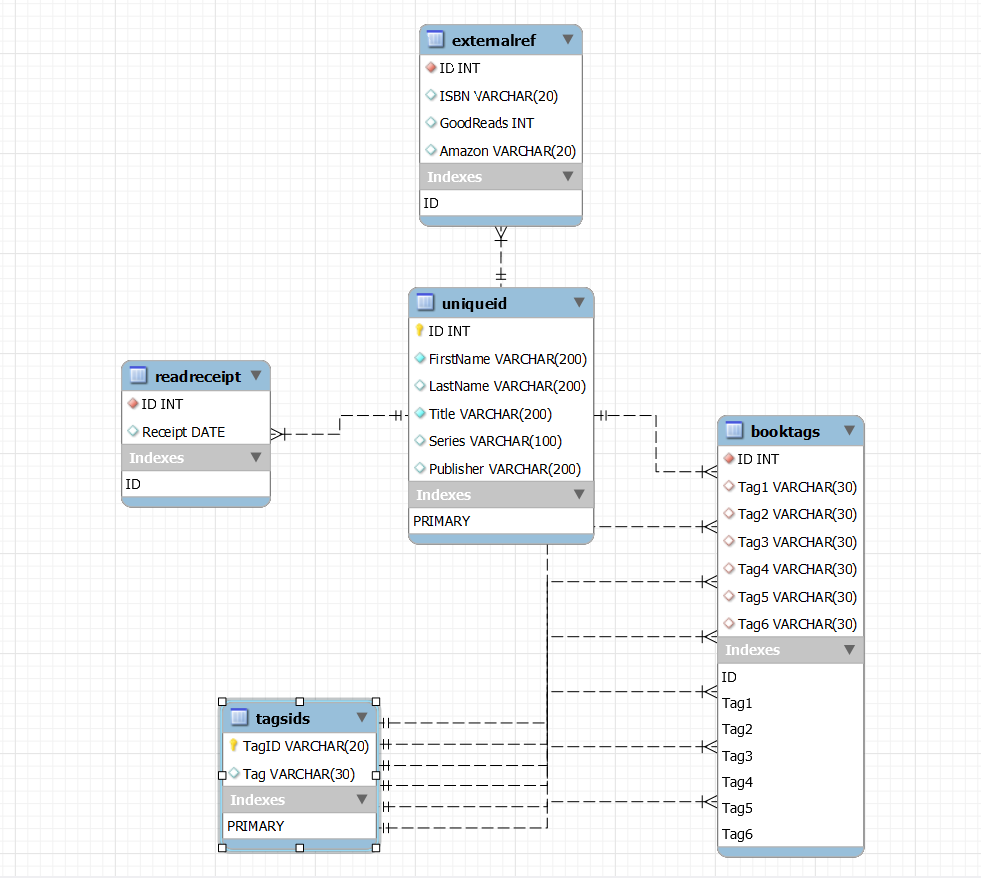 externalref
ID INT
ISBN VARCHAR(20)
GoodReads INT
Amazon VARCHAR(20)
Indexes
ID
uniqueid
ID INT
FirstName VARCHAR(200)
LastName VARCHAR(200)
Title VARCHAR(200)
Series VARCHAR(100)
Publisher VARCHAR(200)
Indexes
PRIMARY
readreceipt
ID INT
Receipt DATE
Indexes
ID
booktags
ID INT
Tag1 VARCHAR(30)
Tag2 VARCHAR(30)
Tag3 VARCHAR(30)
Tag4 VARCHAR(30)
Tag5 VARCHAR(30)
Tag6 VARCHAR(30)
Indexes
ID
Tag1
Tag2
Tag3
Tag4
Tag5
Tag6
tagsids
TagID VARCHAR(20)
Tag VARCHAR(30)
Indexes
PRIMARY